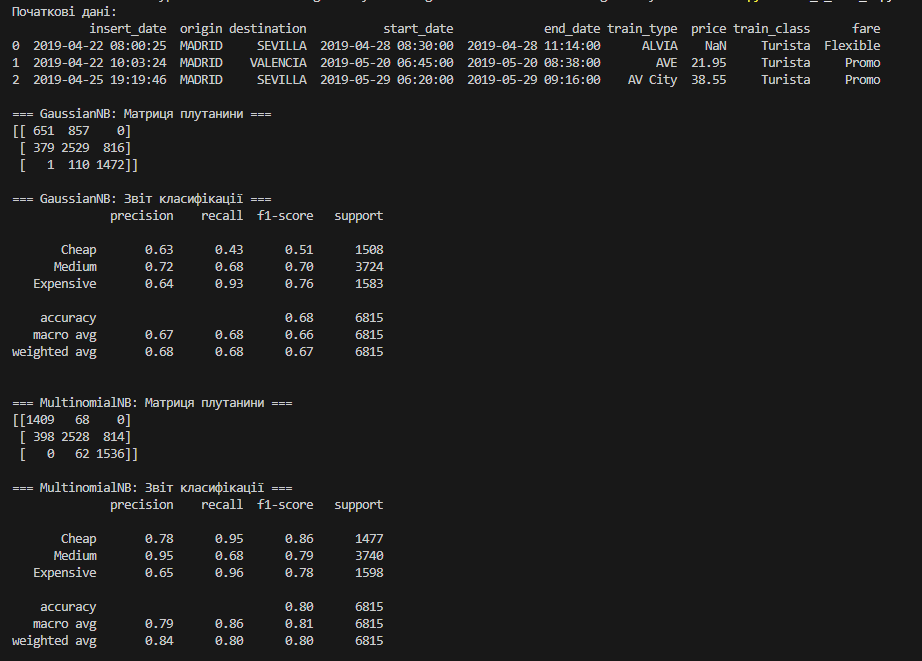 Початкові дані:
insert_date origin destination start_date end_date train_type price train_class fare
0 2019-04-22 08:00:25 MADRID SEVILLA 2019-04-28 08:30:00 2019-04-28 11:14:00 ALVIA NaN Turista Flexible
1 2019-04-22 10:03:24 MADRID VALENCIA 2019-05-20 06:45:00 2019-05-20 08:38:00 AVE 21.95 Turista Promo
2 2019-04-25 19:19:46 MADRID SEVILLA 2019-05-29 06:20:00 2019-05-29 09:16:00 AV City 38.55 Turista Promo
=== GaussianNB: Матриця плутанини ===
[[ 651 857 0]
[ 379 2529 816]
[ 1 110 1472]]
=== GaussianNB: Звіт класифікації ===
precision recall f1-score support
Cheap 0.63 0.43 0.51 1508
Medium 0.72 0.68 0.70 3724
Expensive 0.64 0.93 0.76 1583
accuracy 0.68 6815
macro avg 0.67 0.68 0.66 6815
weighted avg 0.68 0.68 0.67 6815
=== MultinomialNB: Матриця плутанини ===
[[1409 68 0]
[ 398 2528 814]
[ 0 62 1536]]
=== MultinomialNB: Звіт класифікації ===
precision recall f1-score support
Cheap 0.78 0.95 0.86 1477
Medium 0.95 0.68 0.79 3740
Expensive 0.65 0.96 0.78 1598
accuracy 0.80 6815
macro avg 0.79 0.86 0.81 6815
weighted avg 0.84 0.80 0.80 6815